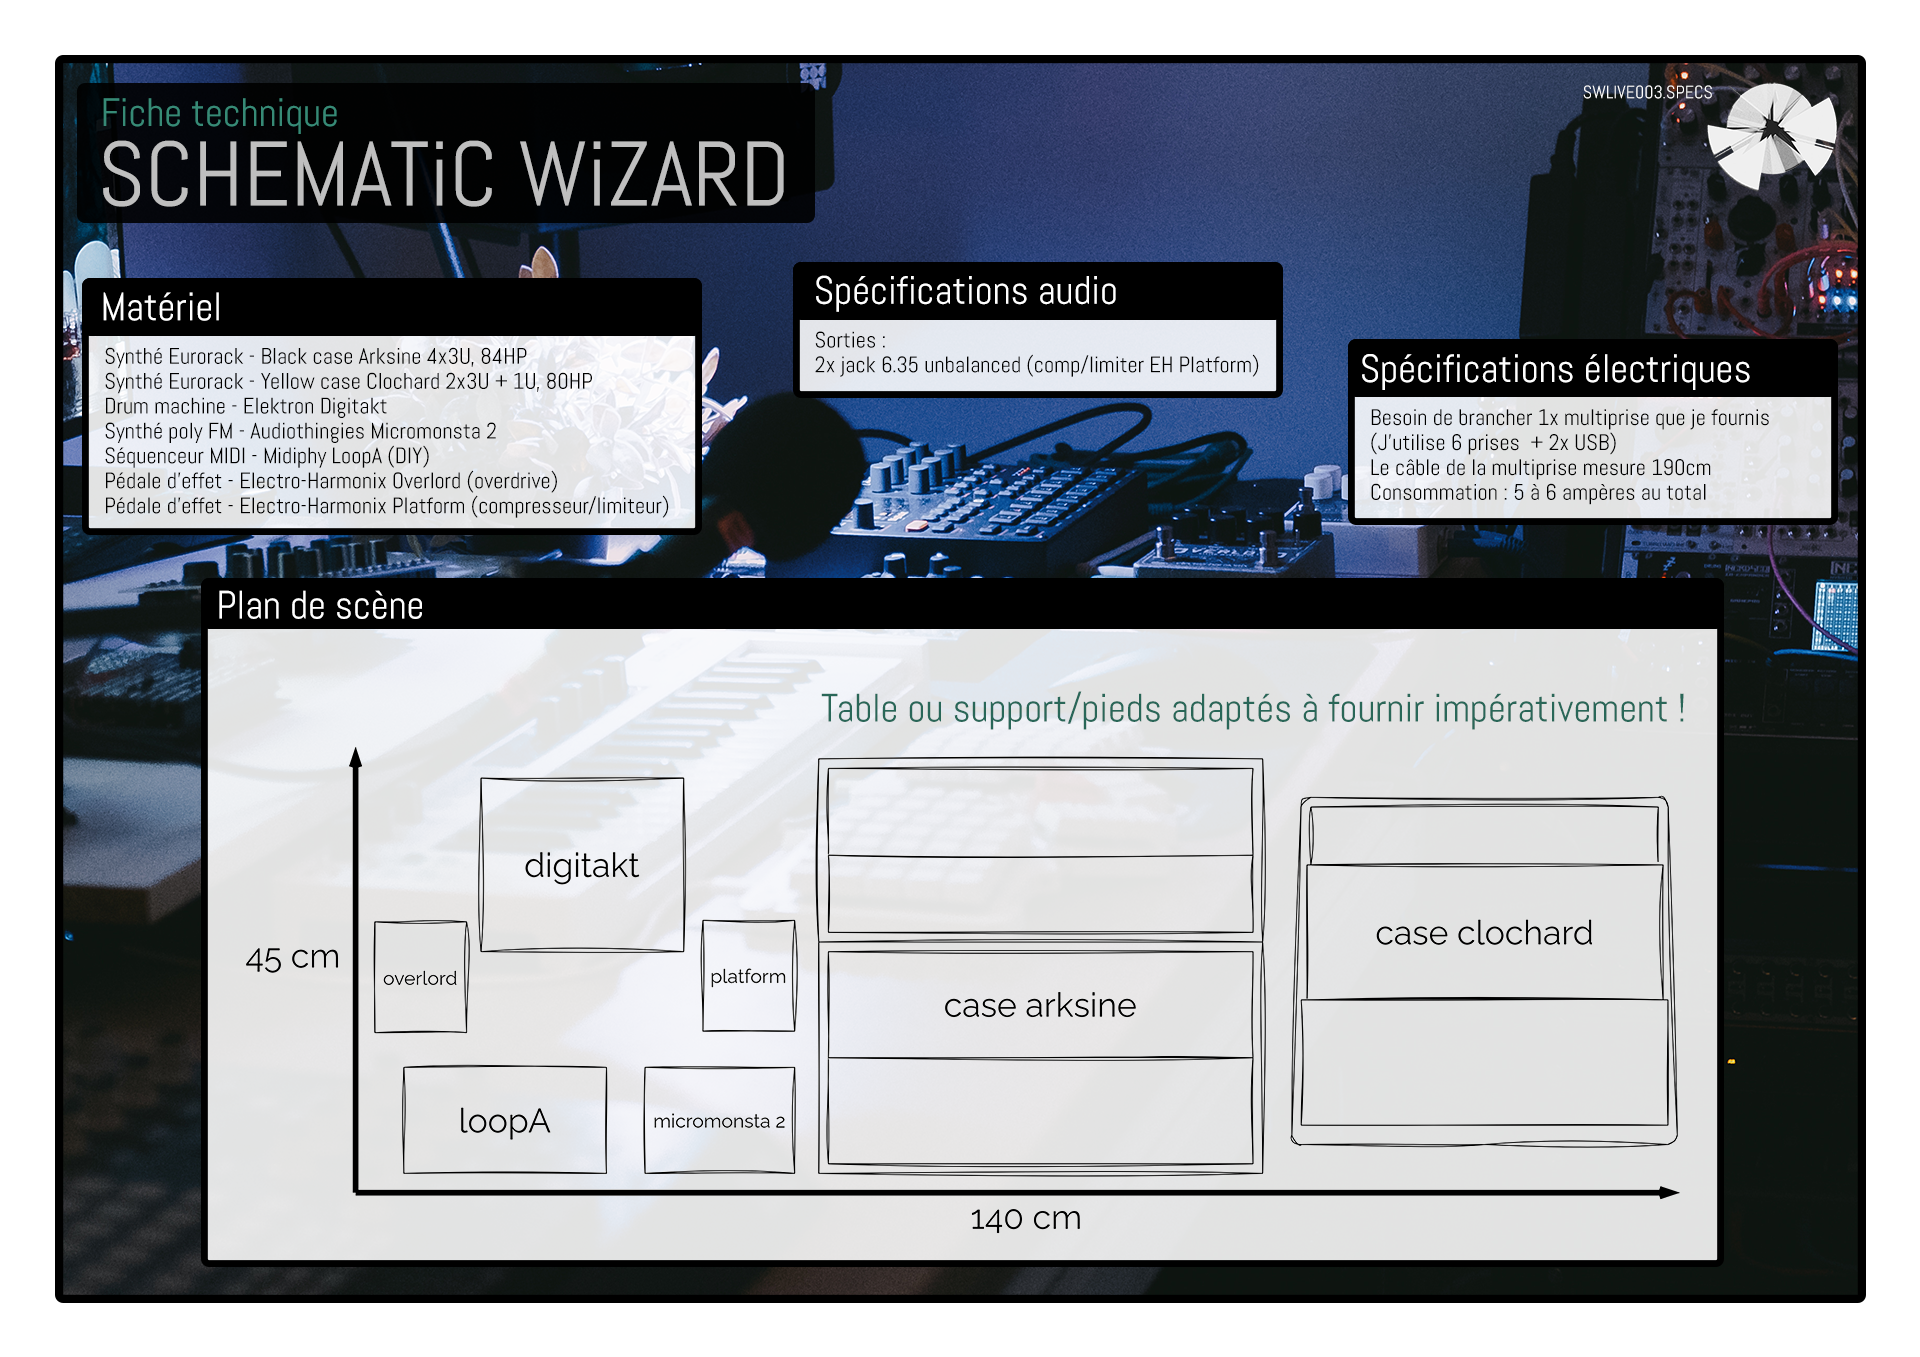 Fiche technique
SCHEMATiC WiZARD
SWLIVE003.SPECS
Matériel
Synthé Eurorack - Black case Arksine 4x3U, 84HP
Synthé Eurorack - Yellow case Clochard 2x3U + 1U, 80HP
Drum machine - Elektron Digitakt
Synthé poly FM - Audiothingies Micromonsta 2
Séquenceur MIDI - Midiphy LoopA (DIY)
Pédale d'effet - Electro-Harmonix Overlord (overdrive)
Pédale d'effet - Electro-Harmonix Platform (compresseur/limiteur)
Spécifications audio
Sorties :
2x jack 6.35 unbalanced (comp/limiter EH Platform)
Spécifications électriques
Besoin de brancher 1x multiprise que je fournis
(J'utilise 6 prises + 2x USB)
Le câble de la multiprise mesure 190cm
Consommation : 5 à 6 ampères au total
Plan de scène
Table ou support/pieds adaptés à fournir impérativement !
digitakt
case clochard
45 cm
overlord
platform
case arksine
loopA
micromonsta 2
140 cm